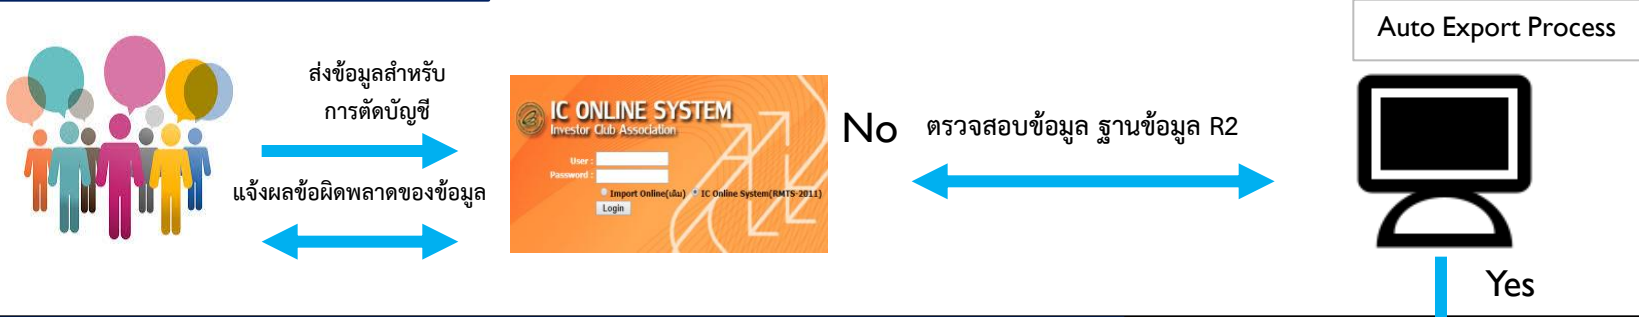 Auto Export Process
ส่งข้อมูลสำหรับ
การตัดบัญชี
แจ้งผลข้อผิดพลาดของข้อมูล
IC ONLINE SYSTEM
Investor Club Association
User :
Password :
Import Online(เดิม) IC Online System(RMTS-2011)
Login
No
ตรวจสอบข้อมูล ฐานข้อมูล R2
Yes